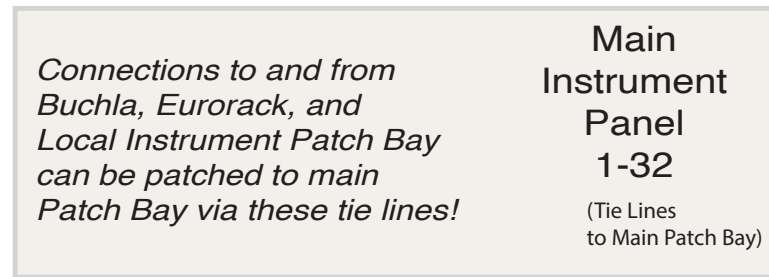 Connections to and from
Buchla, Eurorack, and
Local Instrument Patch Bay
can be patched to main
Patch Bay via these tie lines!
Main
Instrument
Panel
1-32
(Tie Lines
to Main Patch Bay)